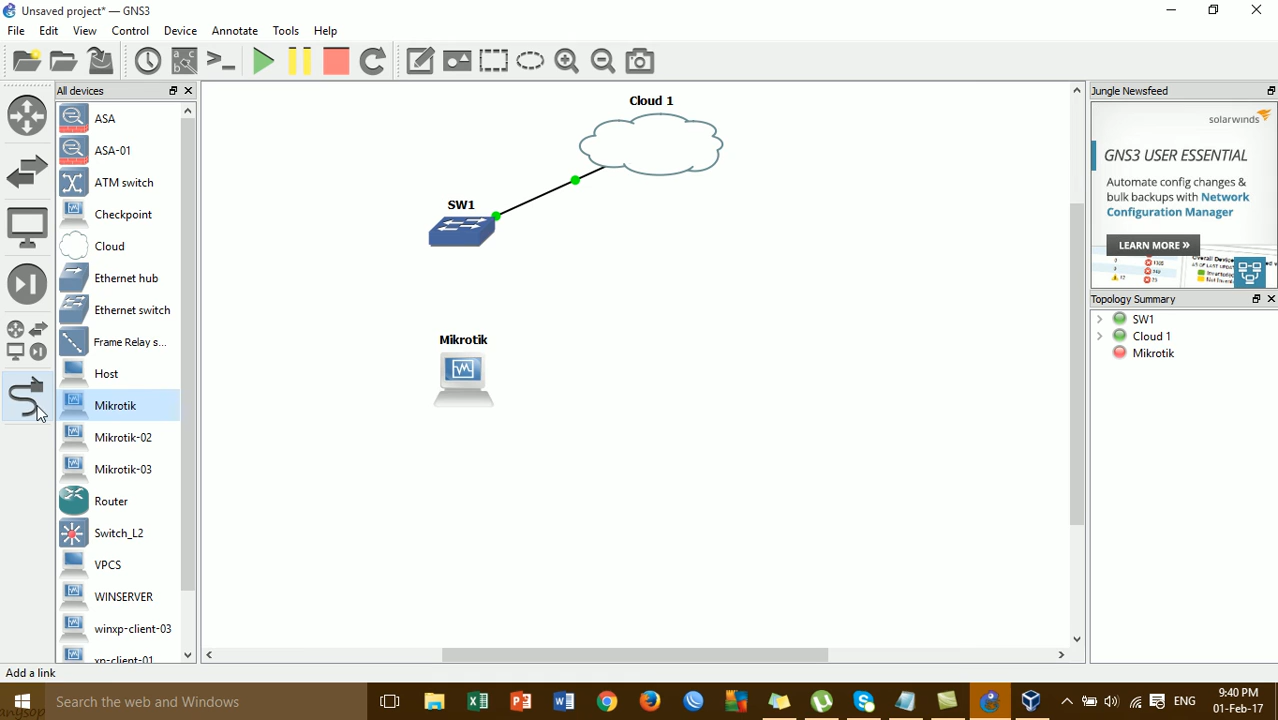 Unsaved project* — GNS3
File Edit View Control Device Annotate Tools Help
All devices
ASA
ASA-01
ATM switch
Checkpoint
Cloud
Ethernet hub
Ethernet switch
Frame Relay s...
Host
Mikrotik
Mikrotik-02
Mikrotik-03
Router
Switch_L2
VPCS
WINSERVER
winxp-client-03
xp-client-01
Cloud 1
SW1
Mikrotik
Jungle Newsfeed
solarwinds
GNS3 USER ESSENTIAL
Automate config changes &
bulk backups with Network
Configuration Manager
LEARN MORE »
Topology Summary
SW1
Cloud 1
Mikrotik
Add a link
Search the web and Windows
ENG
9:40 PM
01-Feb-17